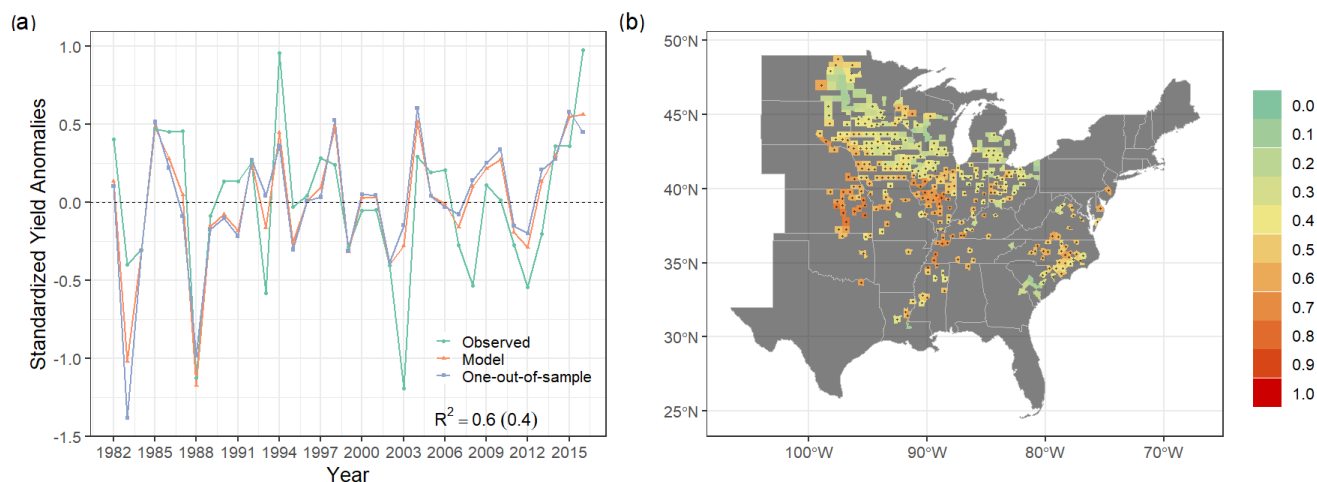 (a)
Standardized Yield Anomalies
1.0
0.5
0.0
-0.5
-1.0
-1.5
Observed
Model
One-out-of-sample
R² = 0.6 (0.4)
1982 1985 1988 1991 1994 1997 2000 2003 2006 2009 2012 2015
Year
(b)
50°N
45°N
40°N
35°N
30°N
25°N
100°W 90°W 80°W 70°W
0.0
0.1
0.2
0.3
0.4
0.5
0.6
0.7
0.8
0.9
1.0